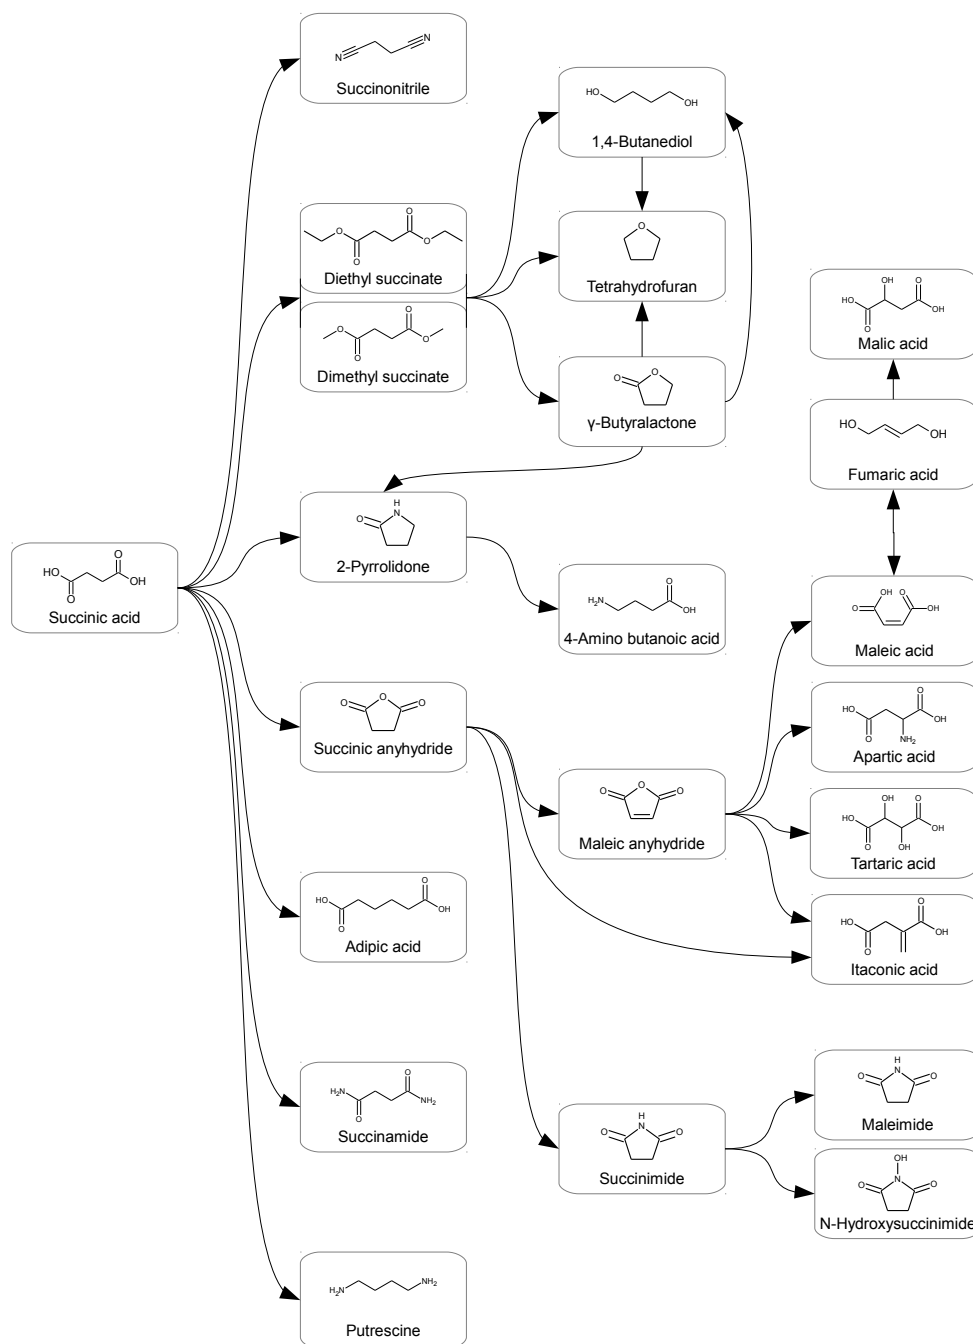 N
N
Succinonitrile
O
O
O
O
Diethyl succinate
O
O
O
O
Dimethyl succinate
HO
OH
1,4-Butanediol
O
Tetrahydrofuran
O
O
γ-Butyralactone
OH
O
HO
O
OH
Malic acid
HO
OH
Fumaric acid
H
N
O
2-Pyrrolidone
O
HO
OH
O
Succinic acid
O
H₂N
OH
4-Amino butanoic acid
OH
O
O
OH
Maleic acid
O
O
O
Succinic anyhydride
O
HO
OH
O
NH₂
Apartic acid
O
O
O
Maleic anyhydride
OH
O
HO
OH
O
OH
Tartaric acid
O
HO
OH
O
Adipic acid
O
HO
OH
O
Itaconic acid
O
H₂N
NH₂
O
Succinamide
H
N
O
O
Succinimide
H
N
O
O
Maleimide
OH
N
O
O
N-Hydroxysuccinimide
H₂N
NH₂
Putrescine